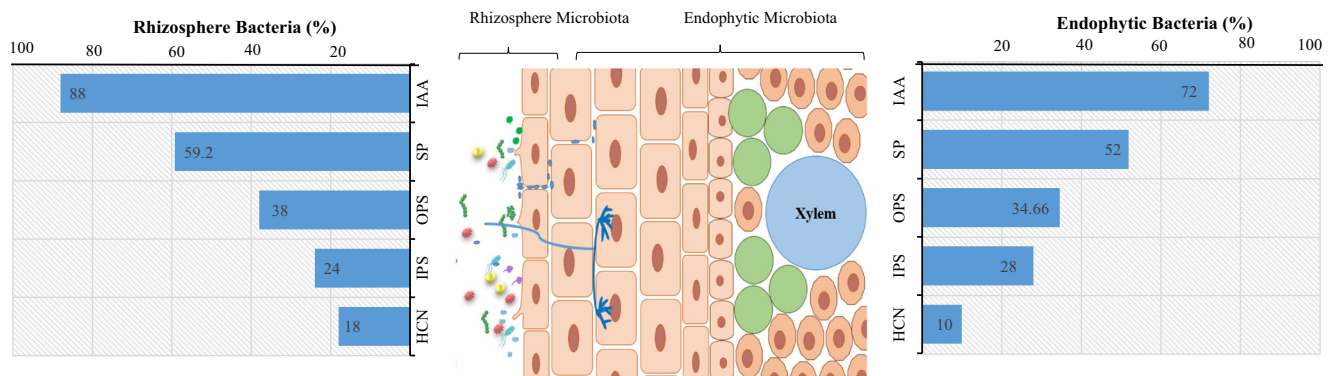 Rhizosphere Bacteria (%)
100 80 60 40 20
88
59.2
38
24
18
IAA
SP
OPS
IPS
HCN
Rhizosphere Microbiota
Endophytic Microbiota
Xylem
Endophytic Bacteria (%)
20 40 60 80 100
IAA
SP
OPS
IPS
HCN
72
52
34.66
28
10